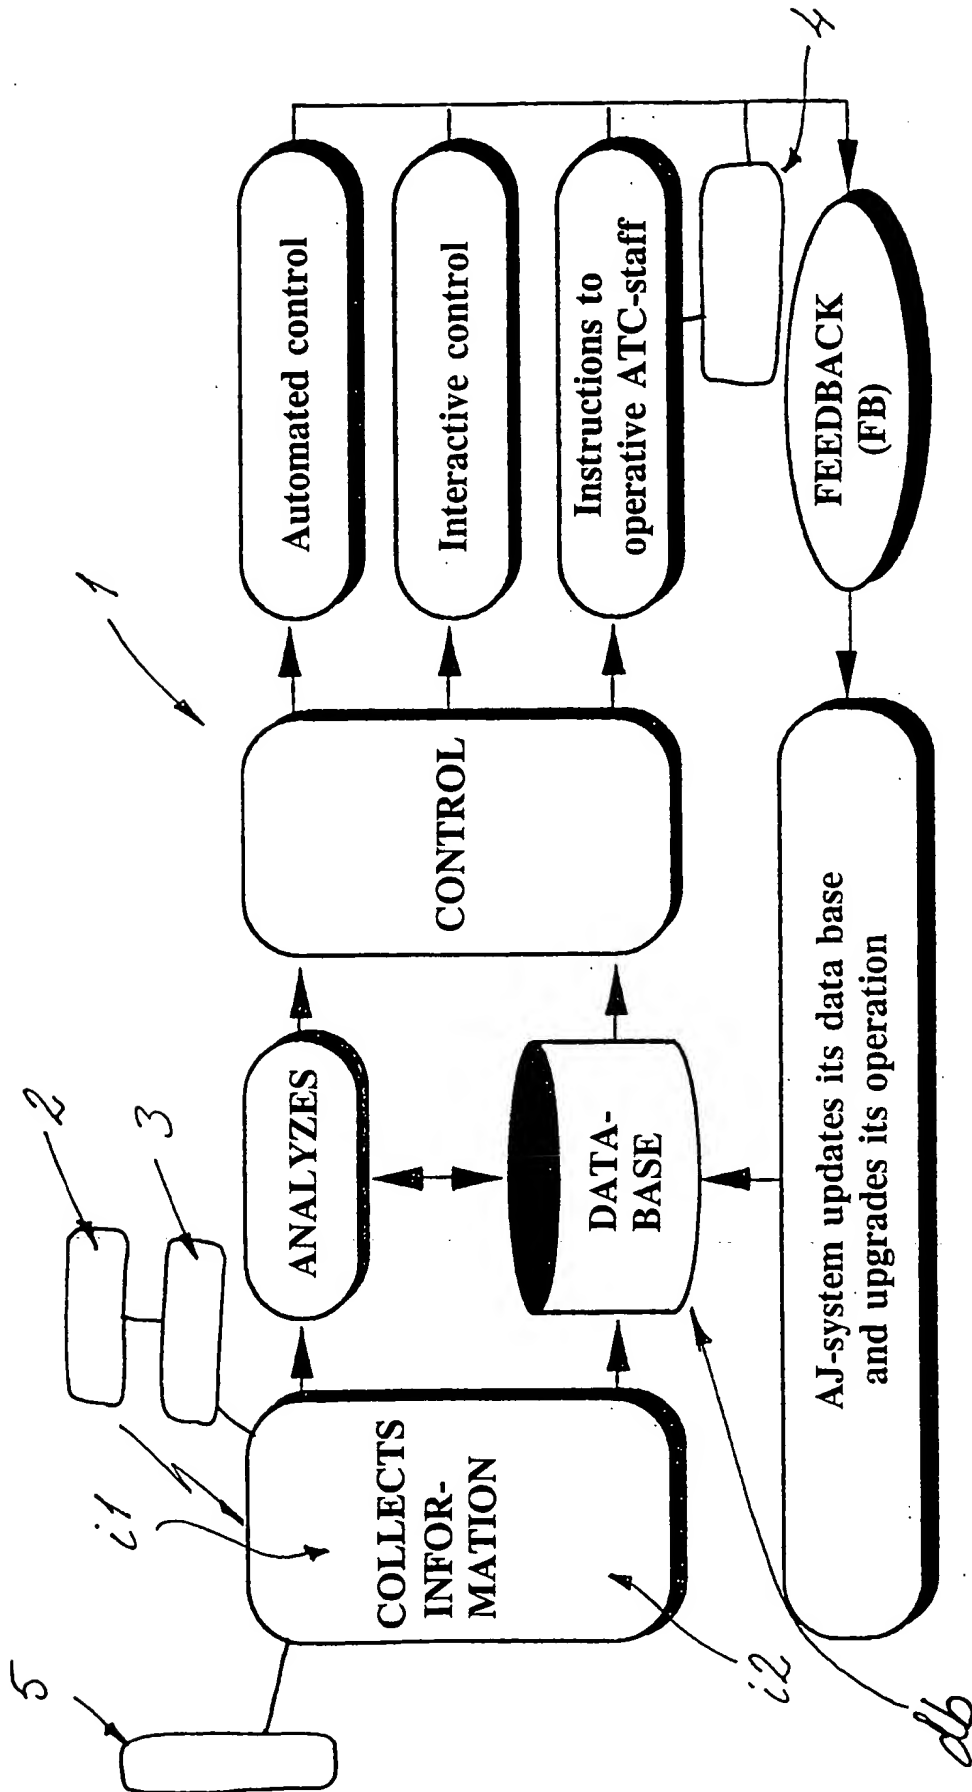 5
i1
2
3
1
4
COLLECTS
INFOR-
MATION
ANALYZES
DATA-
BASE
CONTROL
Automated control
Interactive control
Instructions to
operative ATC-staff
i2
db
AJ-system updates its data base
and upgrades its operation
FEEDBACK
(FB)